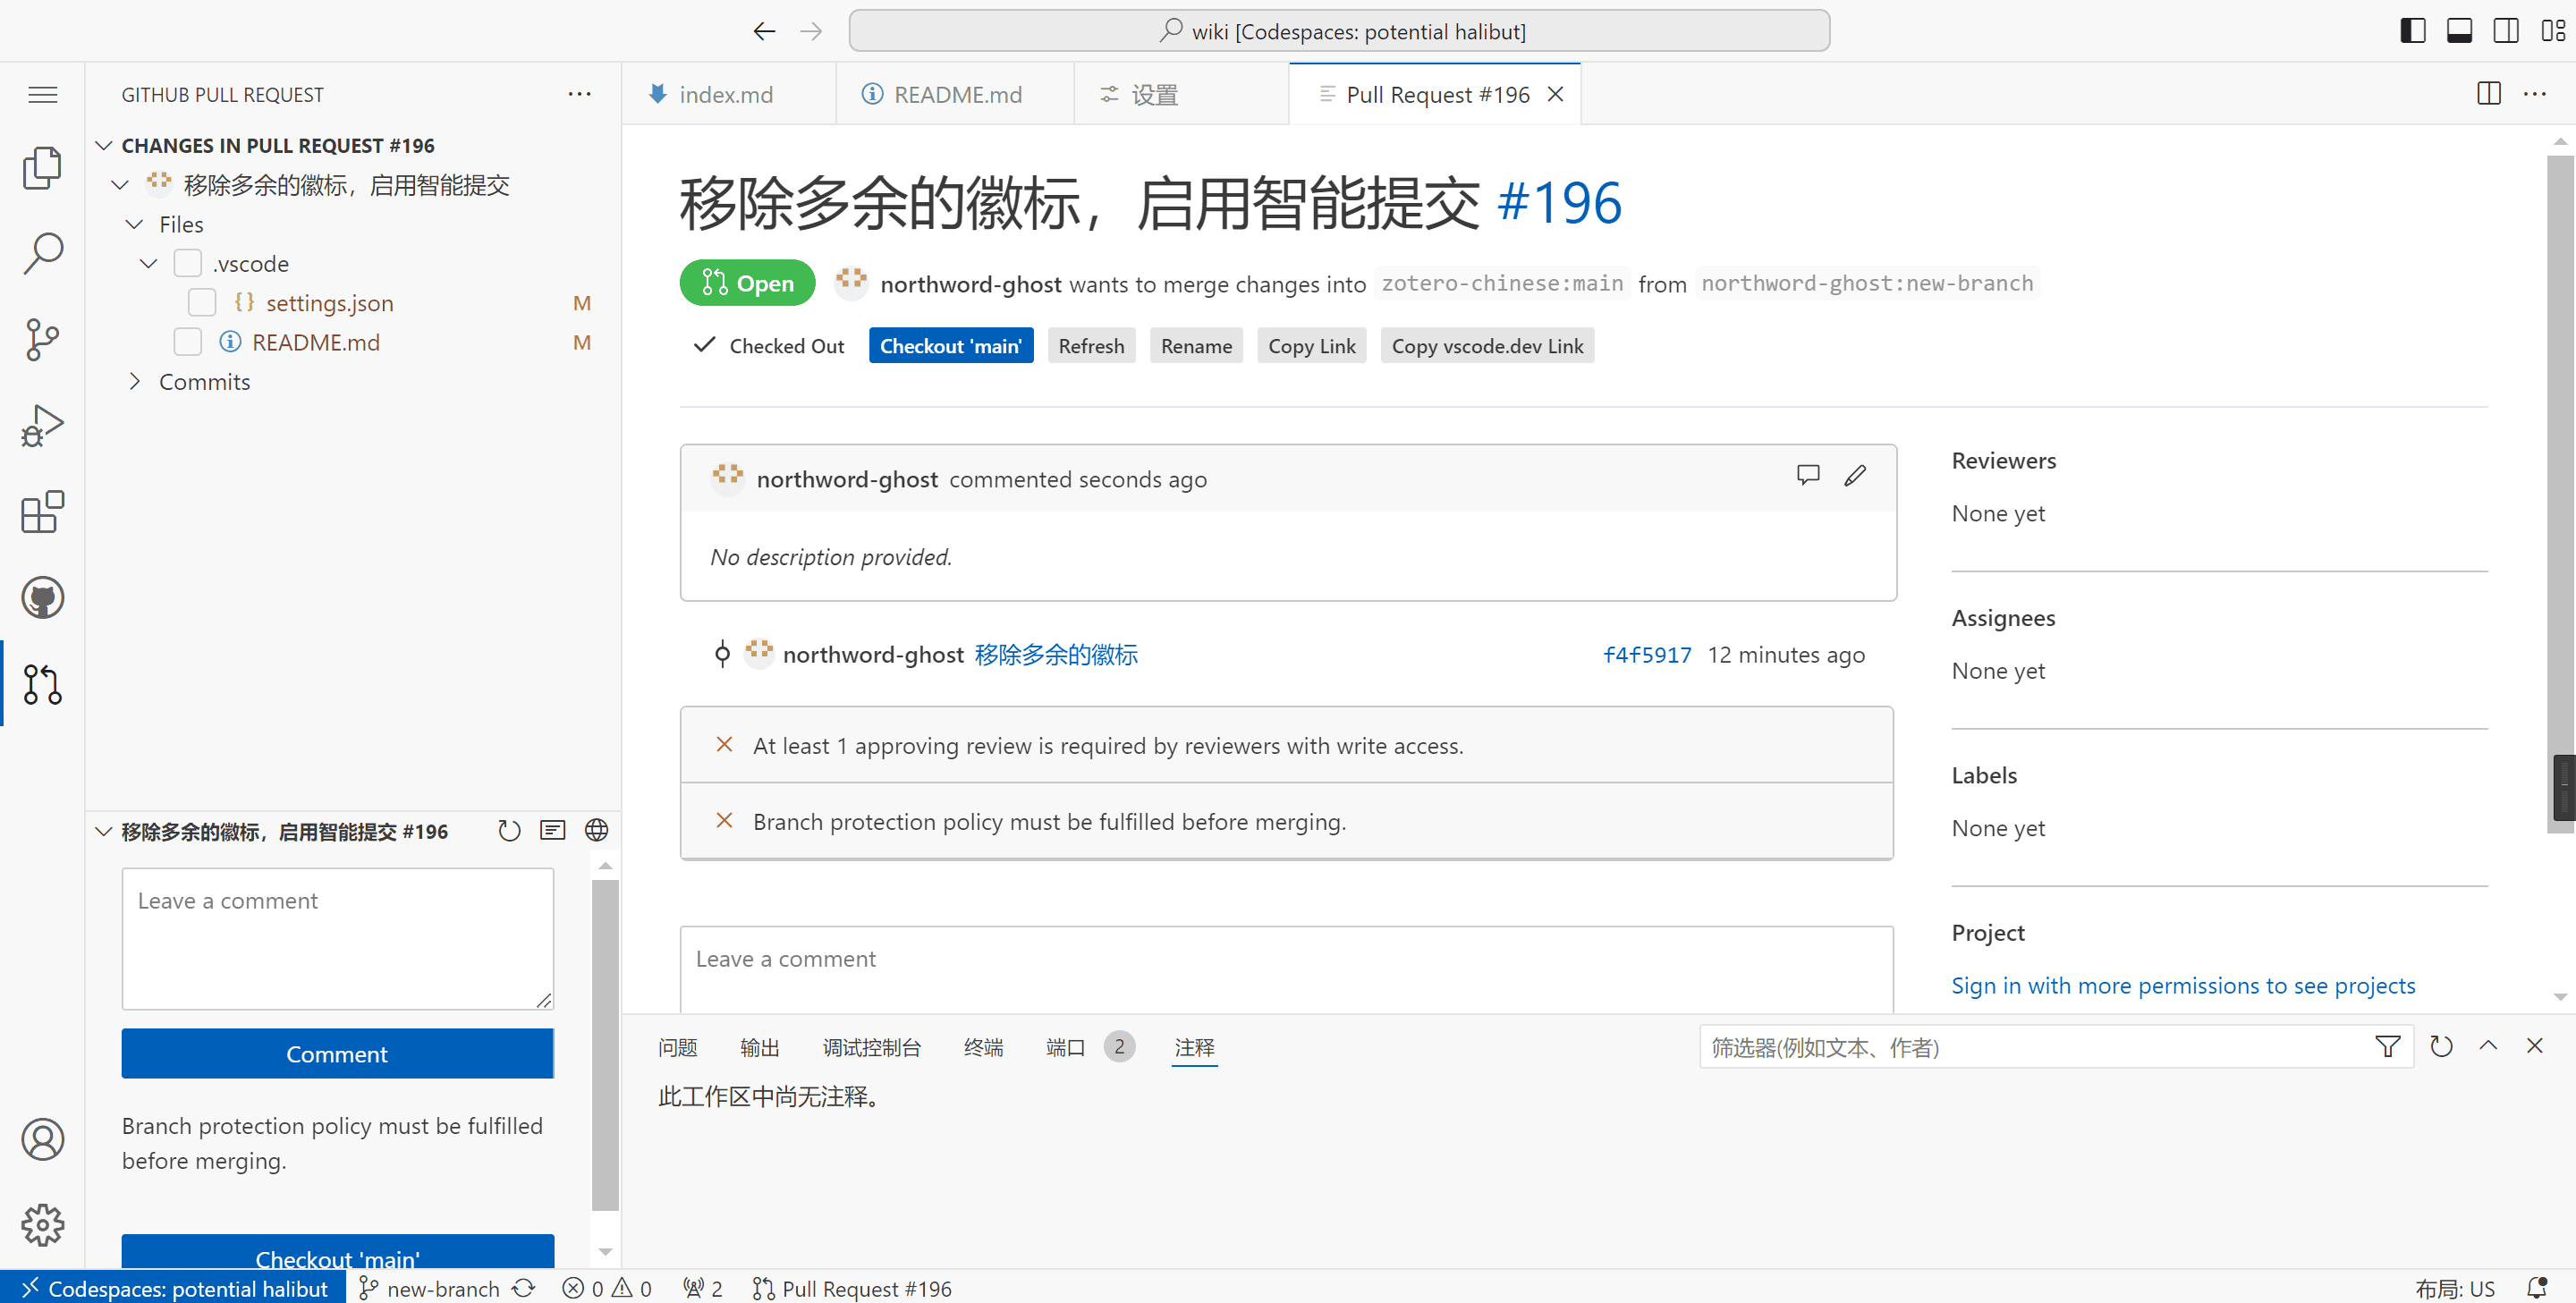 wiki [Codespaces: potential halibut]
GITHUB PULL REQUEST
index.md
README.md
设置
Pull Request #196
CHANGES IN PULL REQUEST #196
移除多余的徽标，启用智能提交
Files
.vscode
{} settings.json M
README.md M
Commits
移除多余的徽标，启用智能提交 #196
Open northword-ghost wants to merge changes into zotero-chinese:main from northword-ghost:new-branch
Checked Out Checkout 'main' Refresh Rename Copy Link Copy vscode.dev Link
northword-ghost commented seconds ago
No description provided.
northword-ghost 移除多余的徽标 f4f5917 12 minutes ago
At least 1 approving review is required by reviewers with write access.
Branch protection policy must be fulfilled before merging.
Leave a comment
Reviewers
None yet
Assignees
None yet
Labels
None yet
Project
Sign in with more permissions to see projects
移除多余的徽标，启用智能提交 #196
Leave a comment
Comment
Branch protection policy must be fulfilled
before merging.
Checkout 'main'
问题 输出 调试控制台 终端 端口 2 注释
筛选器(例如文本、作者)
此工作区中尚无注释。
Codespaces: potential halibut new-branch 0 0 2 Pull Request #196 布局: US